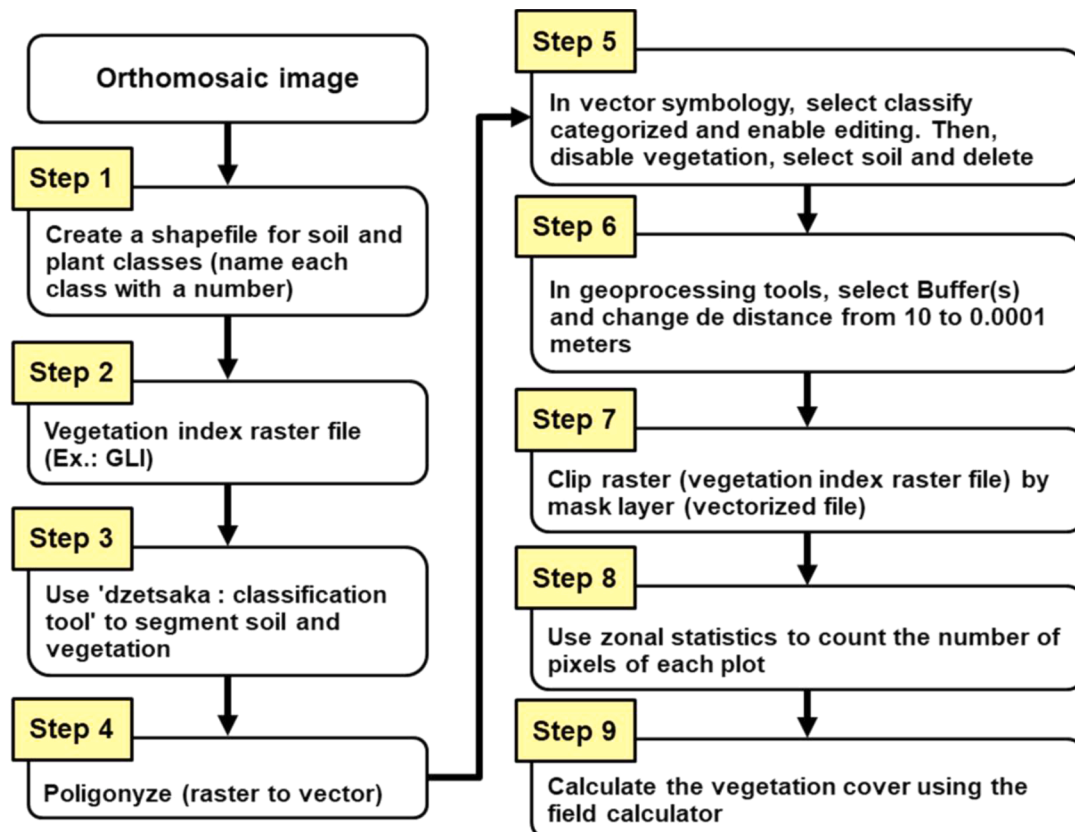 Orthomosaic image
Step 1
Create a shapefile for soil and
plant classes (name each
class with a number)
Step 2
Vegetation index raster file
(Ex.: GLI)
Step 3
Use 'dzetsaka : classification
tool' to segment soil and
vegetation
Step 4
Poligonyze (raster to vector)
Step 5
In vector symbology, select classify
categorized and enable editing. Then,
disable vegetation, select soil and delete
Step 6
In geoprocessing tools, select Buffer(s)
and change de distance from 10 to 0.0001
meters
Step 7
Clip raster (vegetation index raster file) by
mask layer (vectorized file)
Step 8
Use zonal statistics to count the number of
pixels of each plot
Step 9
Calculate the vegetation cover using the
field calculator